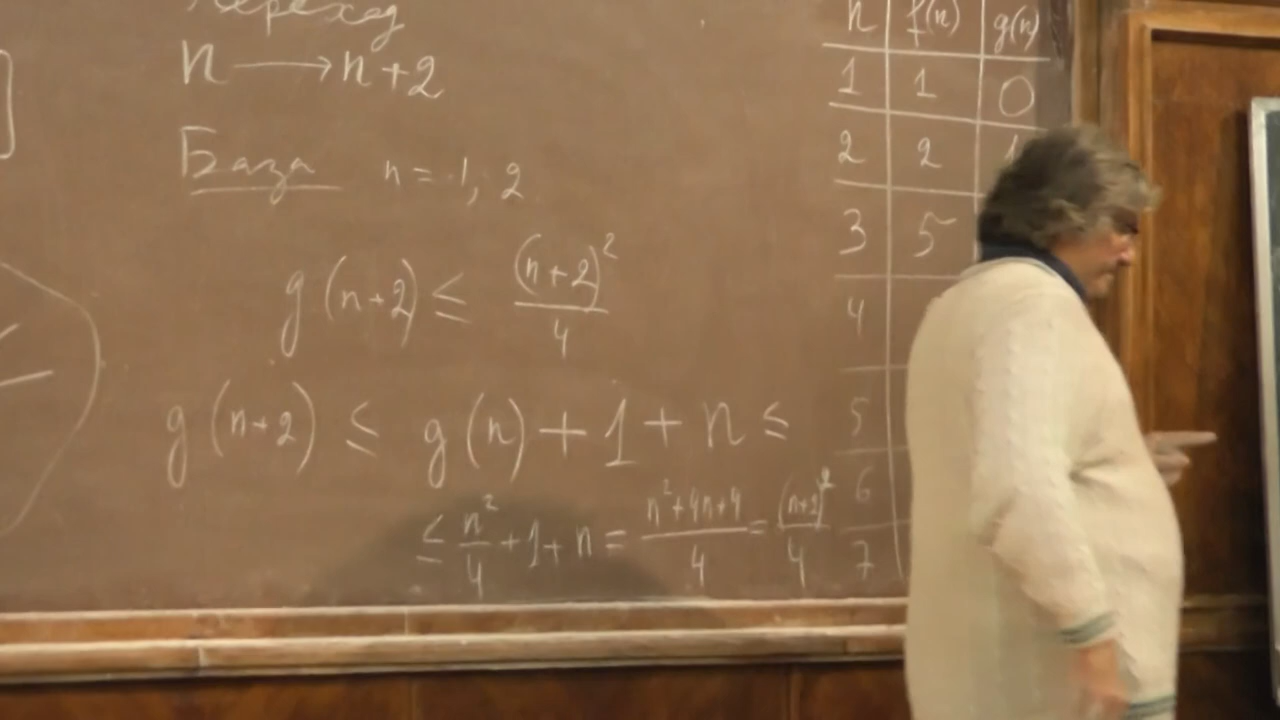 Переход
n → n+2
База n = 1, 2
g(n+2) ≤ (n+2)²/4
g(n+2) ≤ g(n) + 1 + n ≤
≤ n²/4 + 1 + n = (n²+4n+4)/4 = (n+2)²/4
n f(n) g(n)
1 1 0
2 2 1
3 5
4
5
6
7